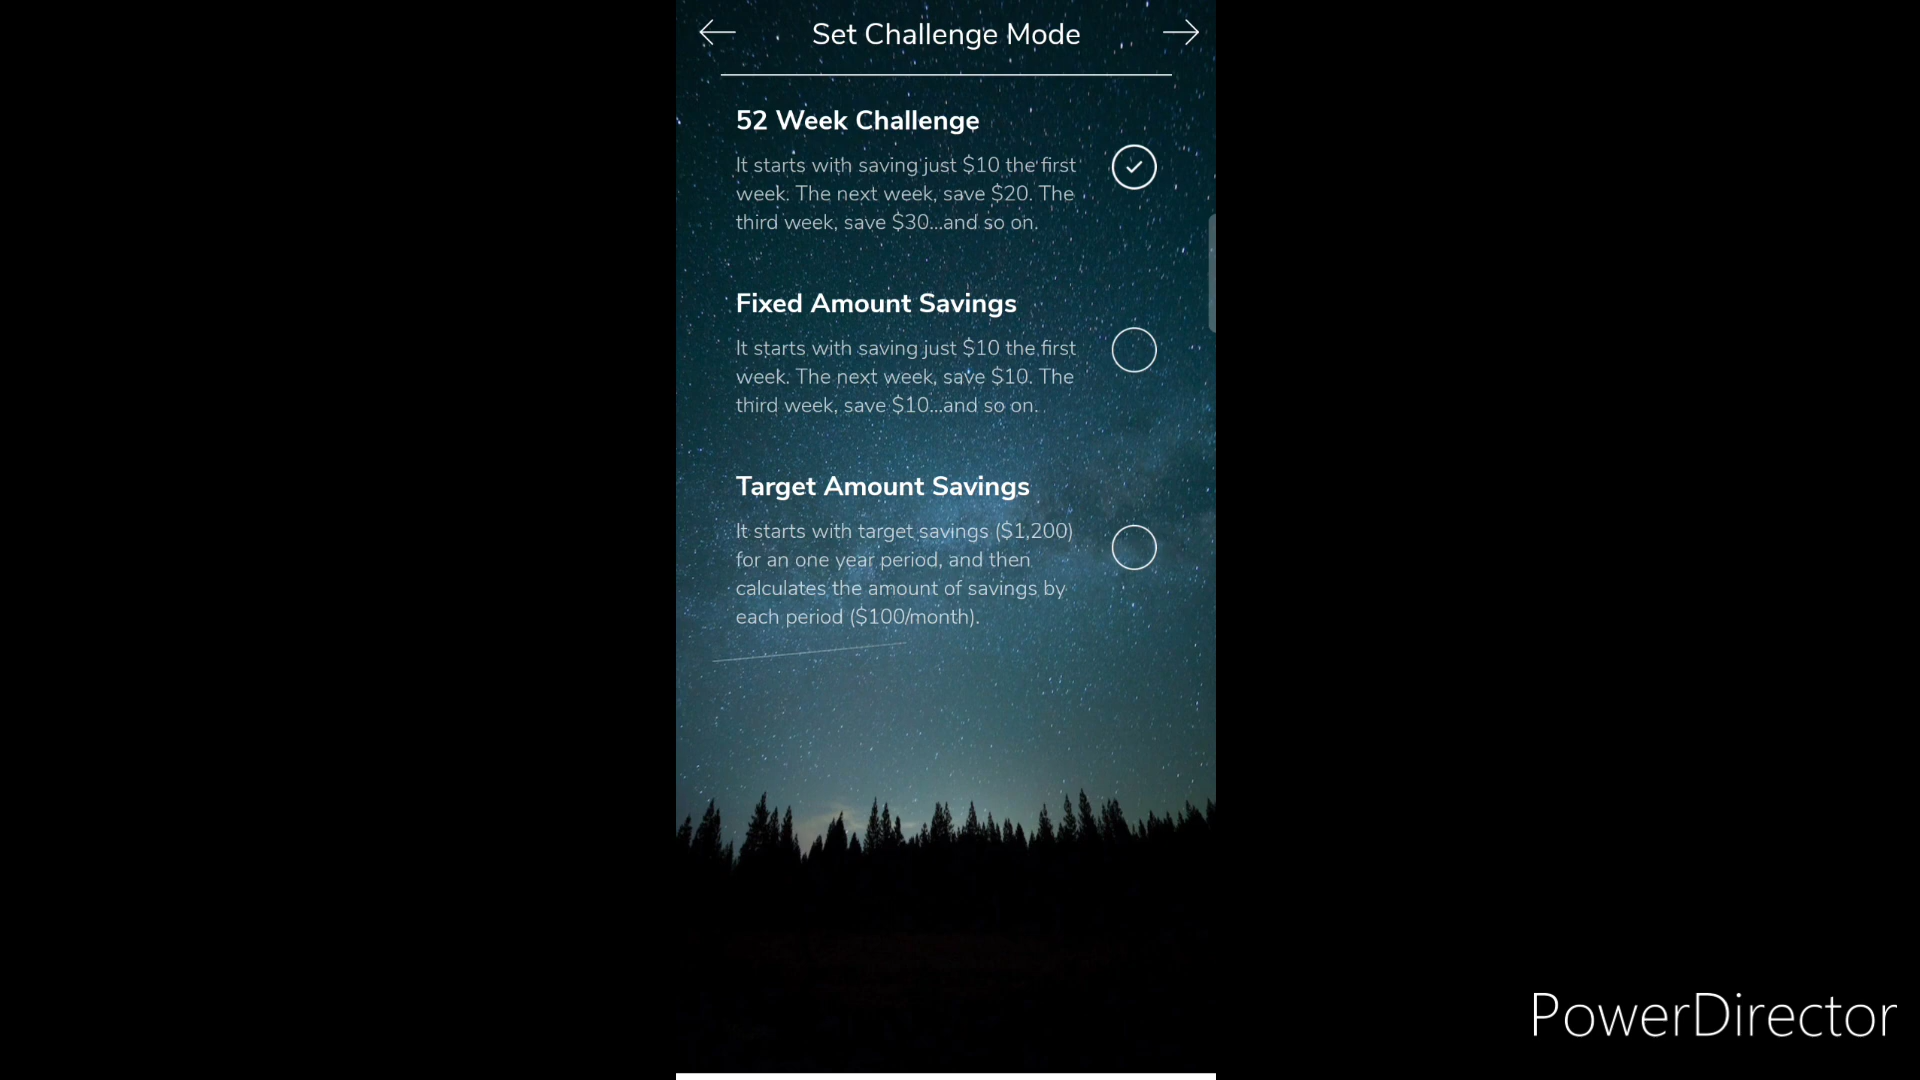 Set Challenge Mode
52 Week Challenge
It starts with saving just $10 the first
week. The next week, save $20. The
third week, save $30...and so on.
Fixed Amount Savings
It starts with saving just $10 the first
week. The next week, save $10. The
third week, save $10...and so on.
Target Amount Savings
It starts with target savings ($1,200)
for an one year period, and then
calculates the amount of savings by
each period ($100/month).
PowerDirector